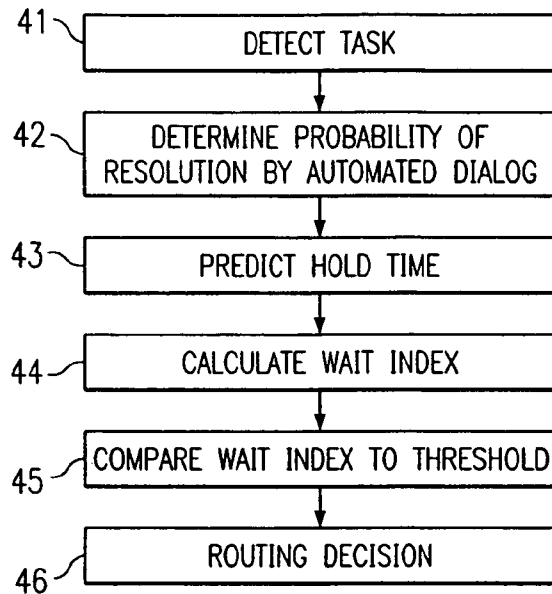 41
DETECT TASK
42
DETERMINE PROBABILITY OF
RESOLUTION BY AUTOMATED DIALOG
43
PREDICT HOLD TIME
44
CALCULATE WAIT INDEX
45
COMPARE WAIT INDEX TO THRESHOLD
46
ROUTING DECISION